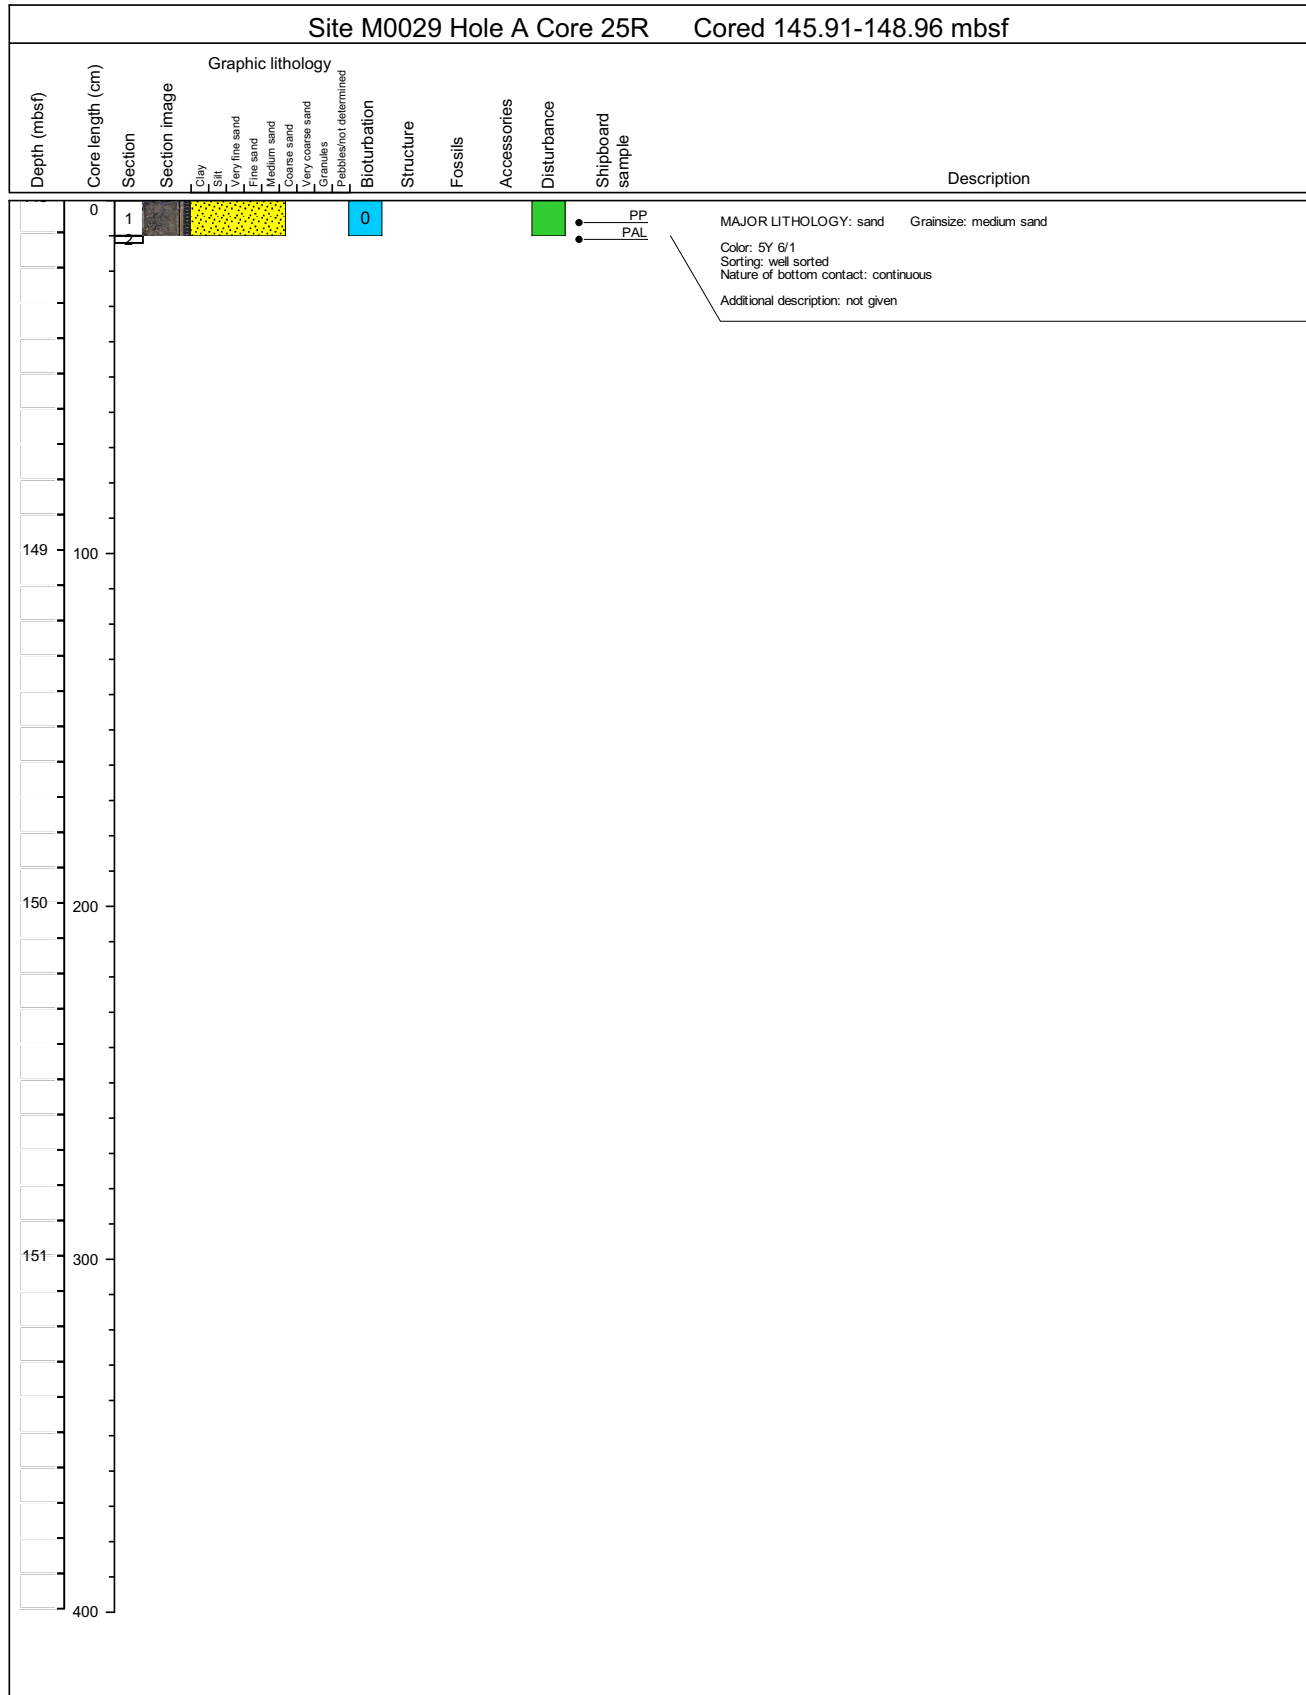 Site M0029 Hole A Core 25R Cored 145.91-148.96 mbsf
Depth (mbsf)
Core length (cm)
Section
Section image
Graphic lithology
Clay
Silt
Very fine sand
Fine sand
Medium sand
Coarse sand
Very coarse sand
Granules
Pebbles/not determined
Bioturbation
Structure
Fossils
Accessories
Disturbance
Shipboard
sample
Description
0
1
0
PP
2
PAL
MAJOR LITHOLOGY: sand Grainsize: medium sand
Color: 5Y 6/1
Sorting: well sorted
Nature of bottom contact: continuous
Additional description: not given
149 100
150 200
151 300
400